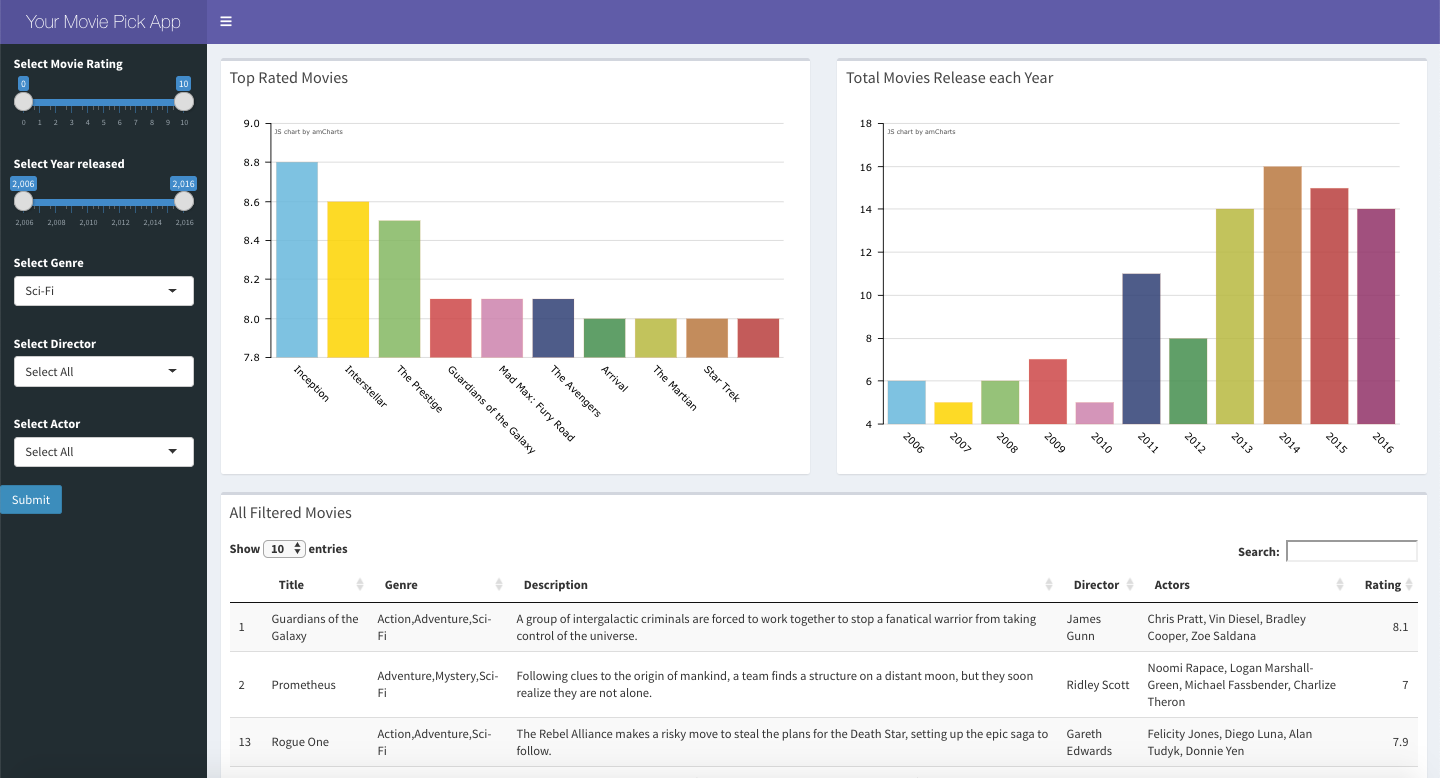 Your Movie Pick App
Select Movie Rating
0 10
0 1 2 3 4 5 6 7 8 9 10
Select Year released
2,006 2,016
2,006 2,008 2,010 2,012 2,014 2,016
Select Genre
Sci-Fi
Select Director
Select All
Select Actor
Select All
Submit
Top Rated Movies
JS chart by amCharts
9.0
8.8
8.6
8.4
8.2
8.0
7.8
Inception
Interstellar
The Prestige
Guardians of the Galaxy
Mad Max: Fury Road
The Avengers
Arrival
The Martian
Star Trek
Total Movies Release each Year
JS chart by amCharts
18
16
14
12
10
8
6
4
2006
2007
2008
2009
2010
2011
2012
2013
2014
2015
2016
All Filtered Movies
Show 10 entries
Search:
Title Genre Description Director Actors Rating
1
Guardians of the
Galaxy
Action,Adventure,Sci-
Fi
A group of intergalactic criminals are forced to work together to stop a fanatical warrior from taking
control of the universe.
James
Gunn
Chris Pratt, Vin Diesel, Bradley
Cooper, Zoe Saldana
8.1
2
Prometheus
Adventure,Mystery,Sci-
Fi
Following clues to the origin of mankind, a team finds a structure on a distant moon, but they soon
realize they are not alone.
Ridley Scott
Noomi Rapace, Logan Marshall-
Green, Michael Fassbender, Charlize
Theron
7
13
Rogue One
Action,Adventure,Sci-
Fi
The Rebel Alliance makes a risky move to steal the plans for the Death Star, setting up the epic saga to
follow.
Gareth
Edwards
Felicity Jones, Diego Luna, Alan
Tudyk, Donnie Yen
7.9